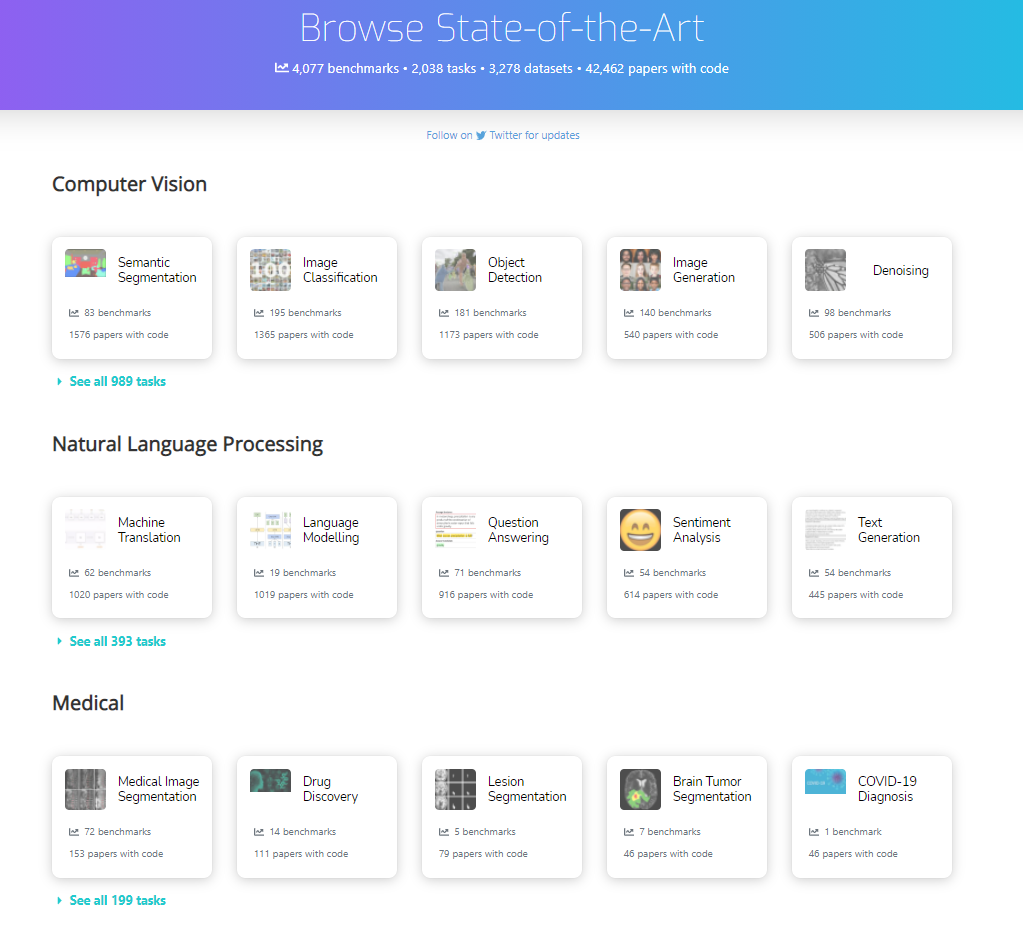 Browse State-of-the-Art
4,077 benchmarks • 2,038 tasks • 3,278 datasets • 42,462 papers with code
Follow on Twitter for updates
Computer Vision
Semantic
Segmentation
83 benchmarks
1576 papers with code
100
Image
Classification
195 benchmarks
1365 papers with code
Object
Detection
181 benchmarks
1173 papers with code
Image
Generation
140 benchmarks
540 papers with code
Denoising
98 benchmarks
506 papers with code
See all 989 tasks
Natural Language Processing
Machine
Translation
62 benchmarks
1020 papers with code
Language
Modelling
19 benchmarks
1019 papers with code
Question
Answering
71 benchmarks
916 papers with code
Sentiment
Analysis
54 benchmarks
614 papers with code
Text
Generation
54 benchmarks
445 papers with code
See all 393 tasks
Medical
Medical Image
Segmentation
72 benchmarks
153 papers with code
Drug
Discovery
14 benchmarks
111 papers with code
Lesion
Segmentation
5 benchmarks
79 papers with code
Brain Tumor
Segmentation
7 benchmarks
46 papers with code
COVID-19
Diagnosis
1 benchmark
46 papers with code
See all 199 tasks